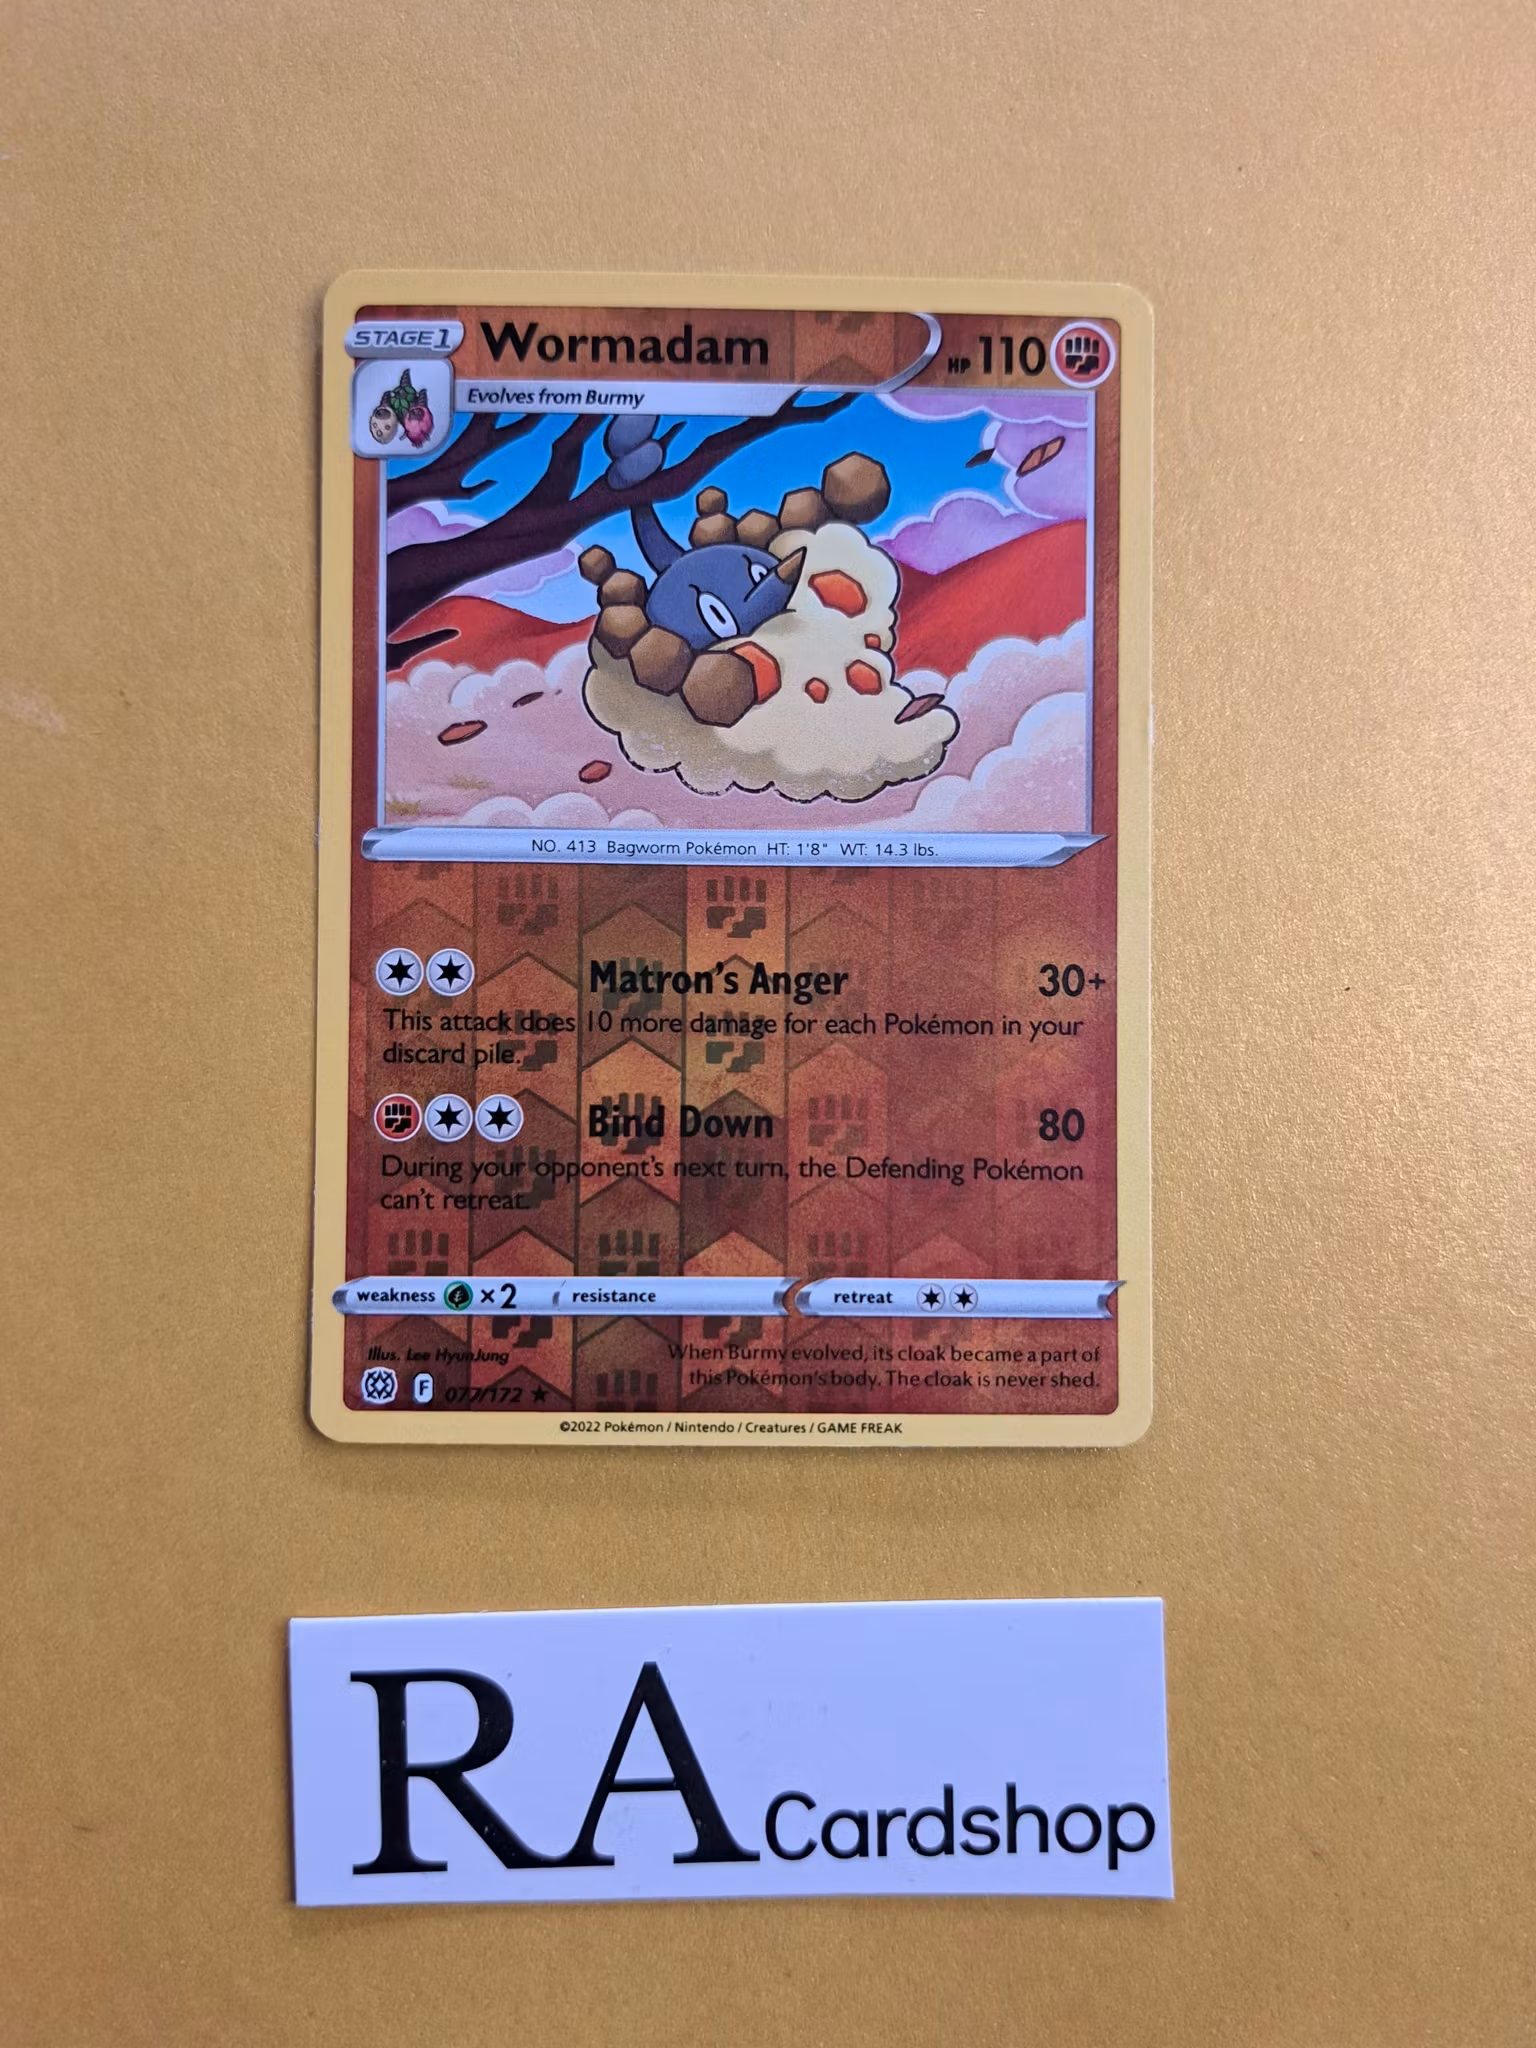 STAGE 1
Wormadam
HP 110
Evolves from Burmy
NO. 413 Bagworm Pokémon HT: 1'8" WT: 14.3 lbs.
Matron's Anger 30+
This attack does 10 more damage for each Pokémon in your
discard pile.
Bind Down 80
During your opponent's next turn, the Defending Pokémon
can't retreat.
weakness ×2 resistance retreat
Illus. Lee HyunJung
When Burmy evolved, its cloak became a part of
this Pokémon's body. The cloak is never shed.
F 077/172 ★
©2022 Pokémon / Nintendo / Creatures / GAME FREAK
RA Cardshop